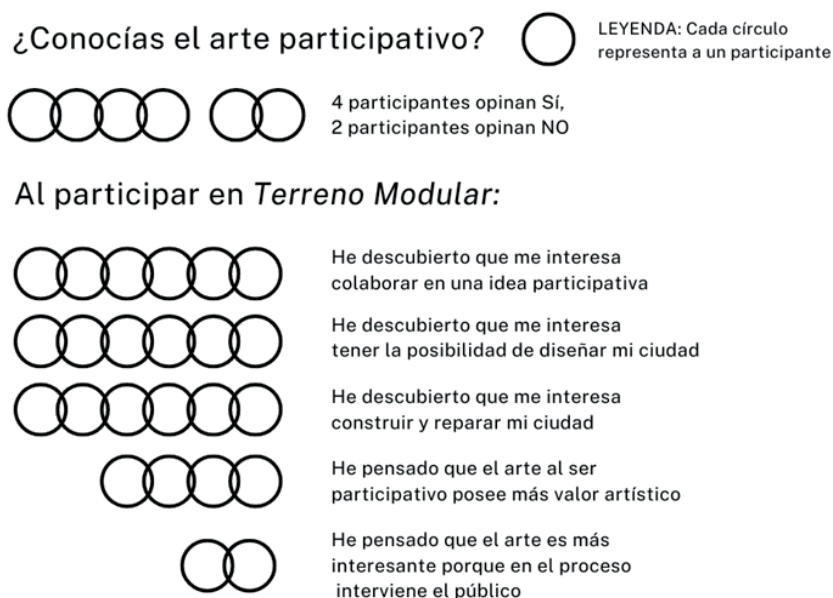 ¿Conocías el arte participativo?
LEYENDA: Cada círculo
representa a un participante
4 participantes opinan Sí,
2 participantes opinan NO
Al participar en Terreno Modular:
He descubierto que me interesa
colaborar en una idea participativa
He descubierto que me interesa
tener la posibilidad de diseñar mi ciudad
He descubierto que me interesa
construir y reparar mi ciudad
He pensado que el arte al ser
participativo posee más valor artístico
He pensado que el arte es más
interesante porque en el proceso
interviene el público